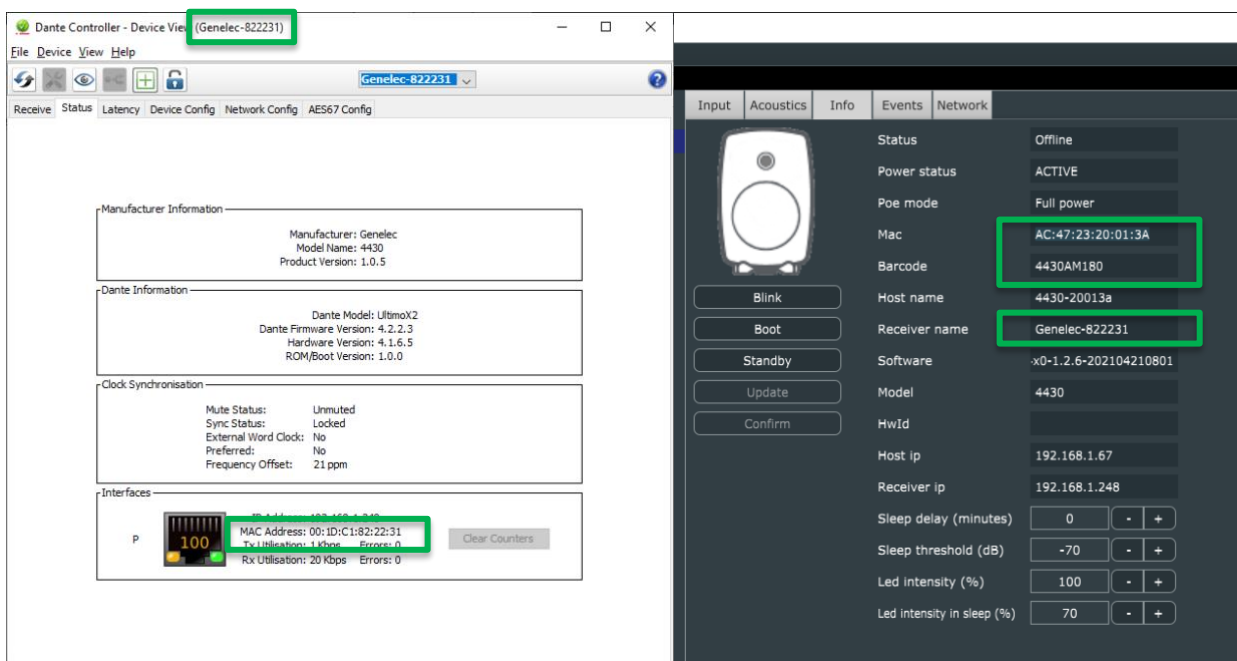 Dante Controller - Device View (Genelec-822231)
File Device View Help
Genelec-822231
Receive Status Latency Device Config Network Config AES67 Config
Manufacturer Information
Manufacturer: Genelec
Model Name: 4430
Product Version: 1.0.5
Dante Information
Dante Model: UltimoX2
Dante Firmware Version: 4.2.2.3
Hardware Version: 4.1.6.5
ROM/Boot Version: 1.0.0
Clock Synchronisation
Mute Status: Unmuted
Sync Status: Locked
External Word Clock: No
Preferred: No
Frequency Offset: 21 ppm
Interfaces
P
100
MAC Address: 00:1D:C1:82:22:31
Tx Utilisation: 1 Kbps Errors: 0
Rx Utilisation: 20 Kbps Errors: 0
Clear Counters
Input Acoustics Info Events Network
Status Offline
Power status ACTIVE
Poe mode Full power
Mac AC:47:23:20:01:3A
Barcode 4430AM180
Blink
Host name 4430-20013a
Boot
Receiver name Genelec-822231
Standby
Software -x0-1.2.6-202104210801
Update
Model 4430
Confirm
HwId
Host ip 192.168.1.67
Receiver ip 192.168.1.248
Sleep delay (minutes) 0 - +
Sleep threshold (dB) -70 - +
Led intensity (%) 100 - +
Led intensity in sleep (%) 70 - +